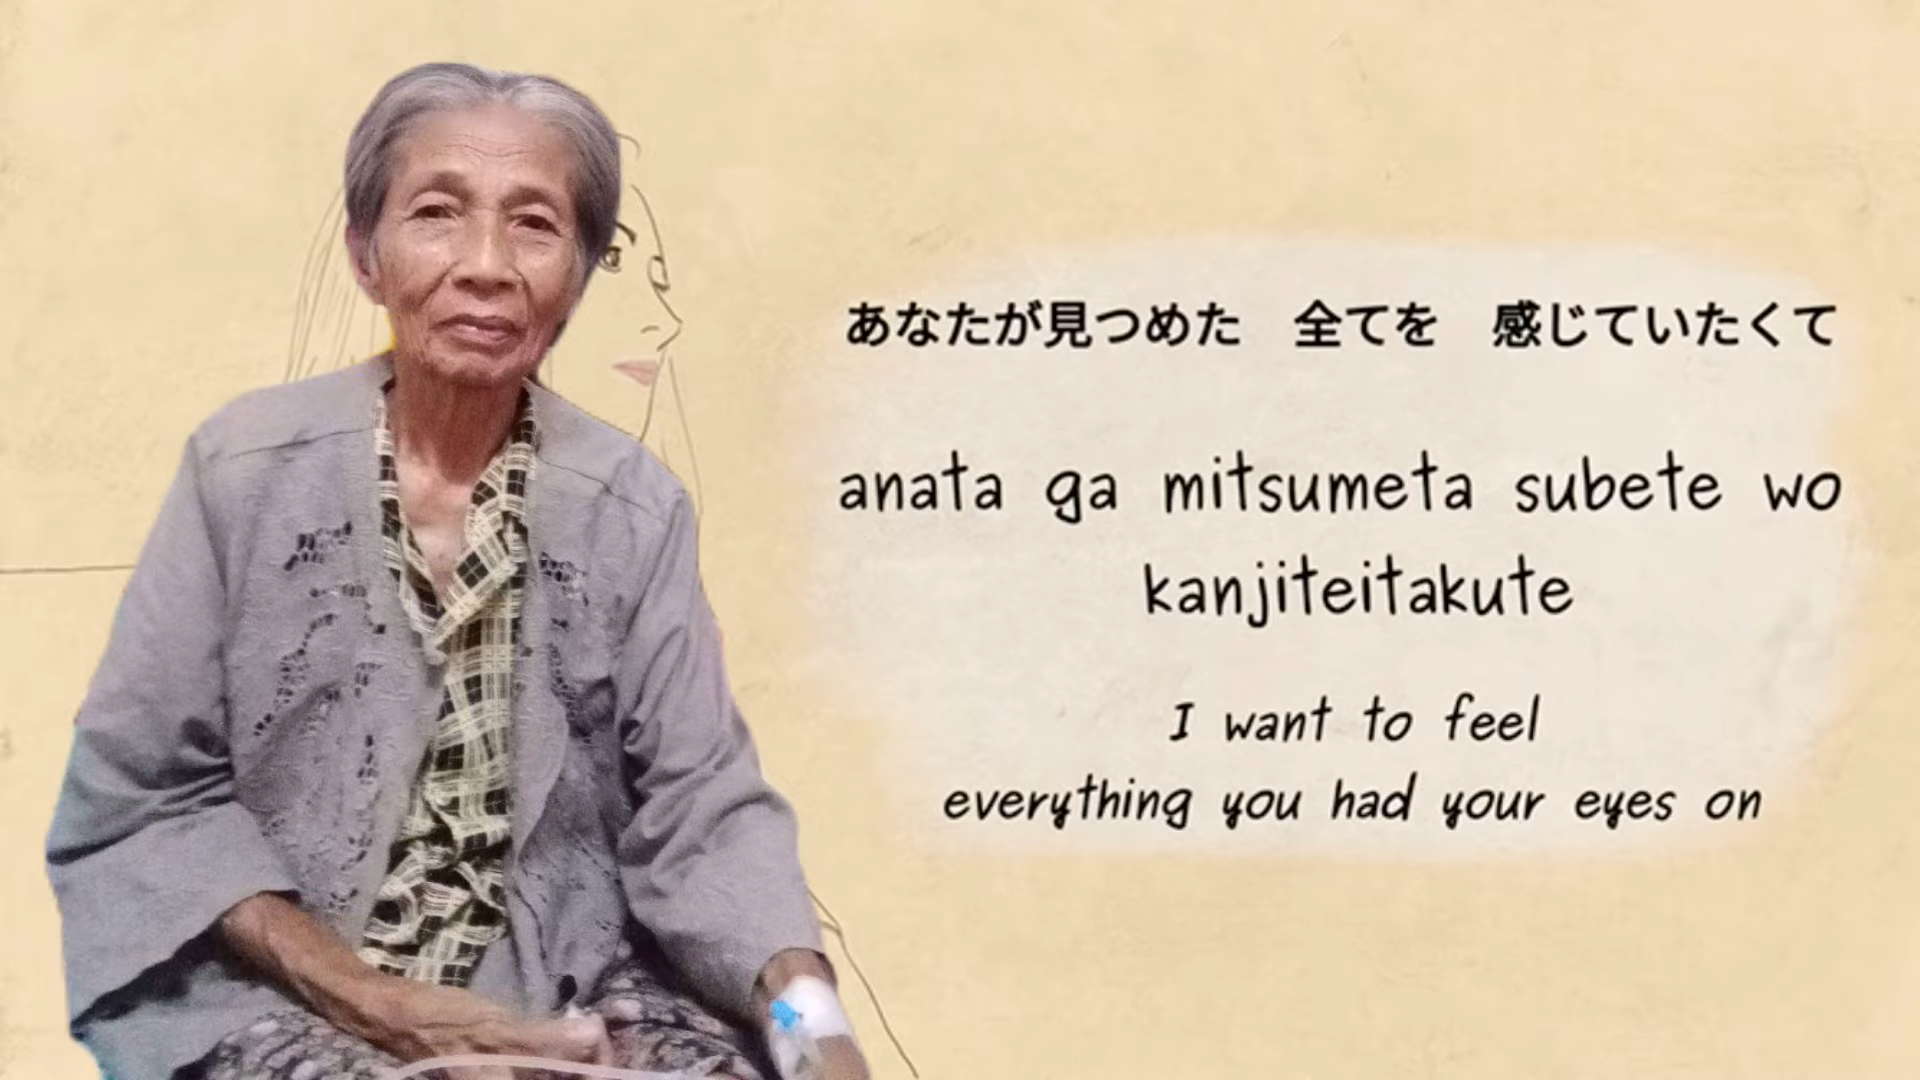 あなたが見つめた　全てを　感じていたくて
anata ga mitsumeta subete wo
kanjiteitakute
I want to feel
everything you had your eyes on